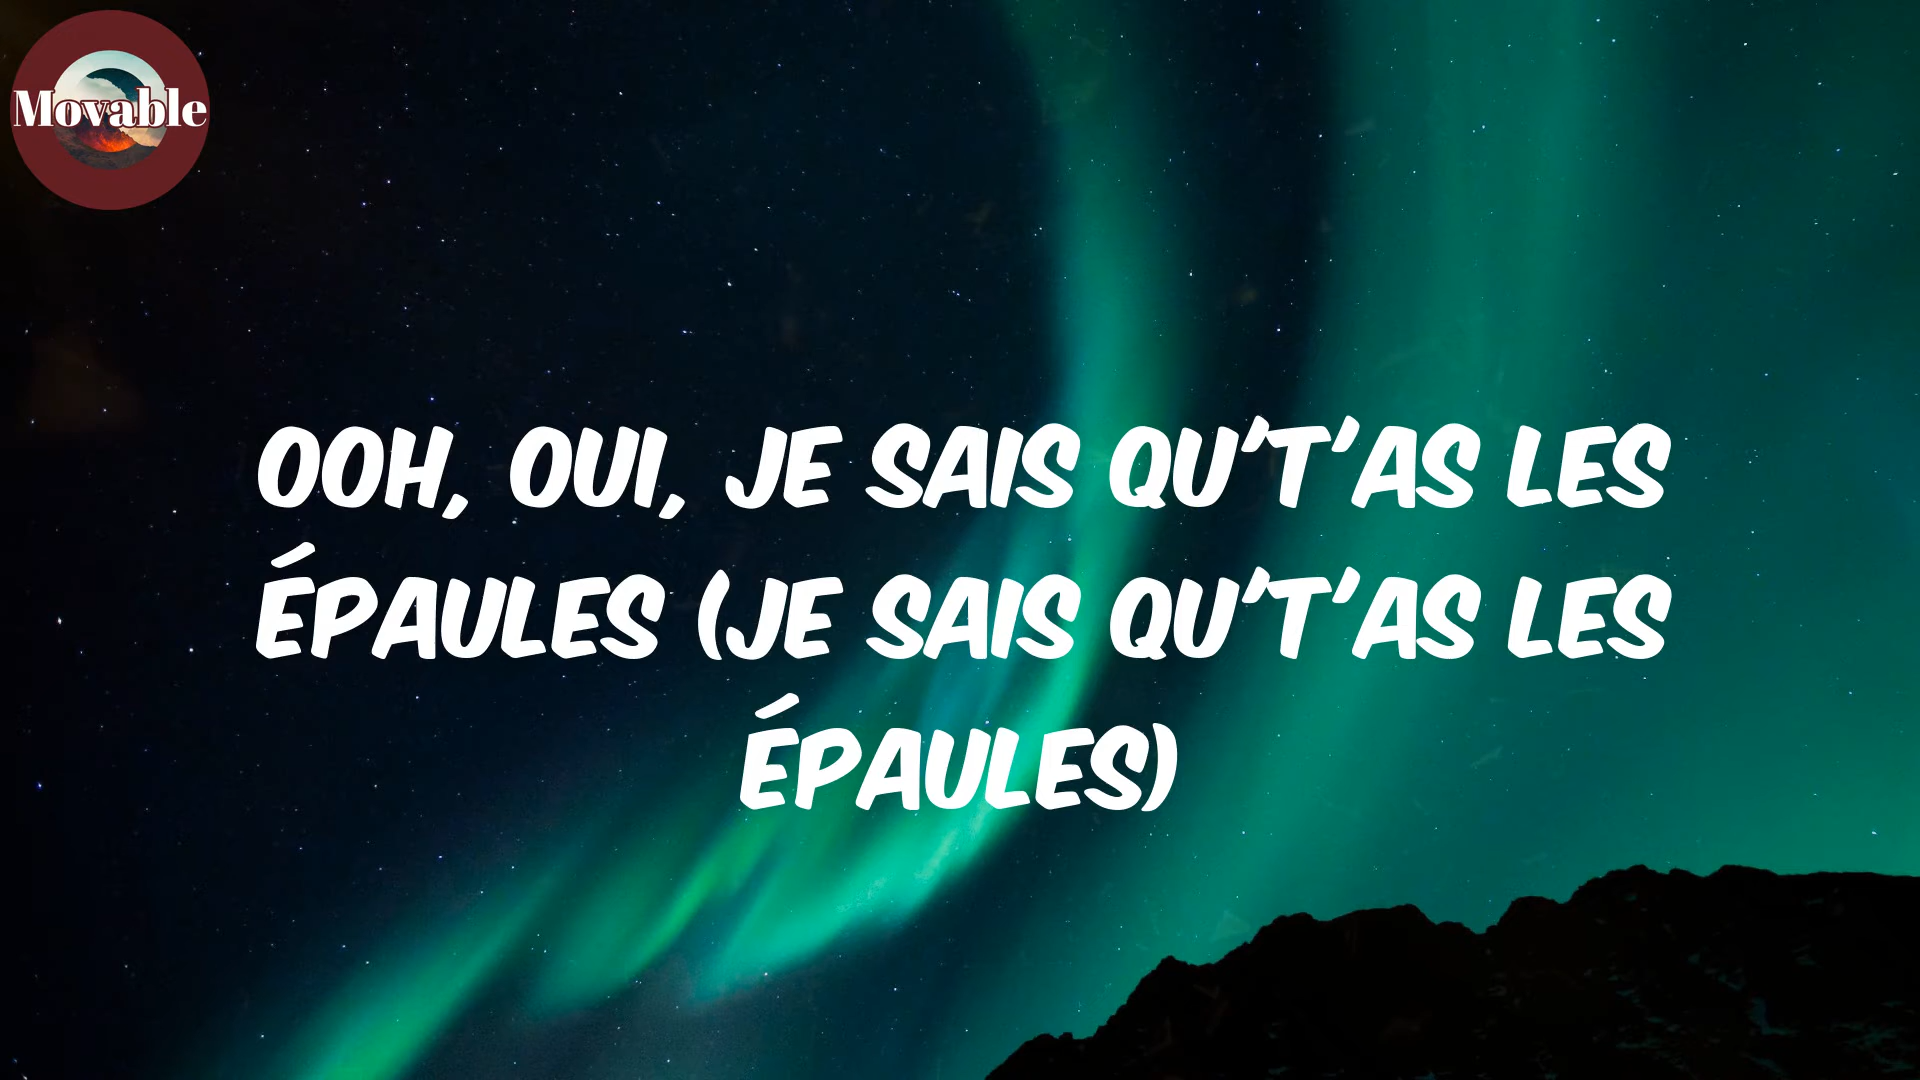 Movable
OOH, OUI, JE SAIS QU'T'AS LES
ÉPAULES (JE SAIS QU'T'AS LES
ÉPAULES)